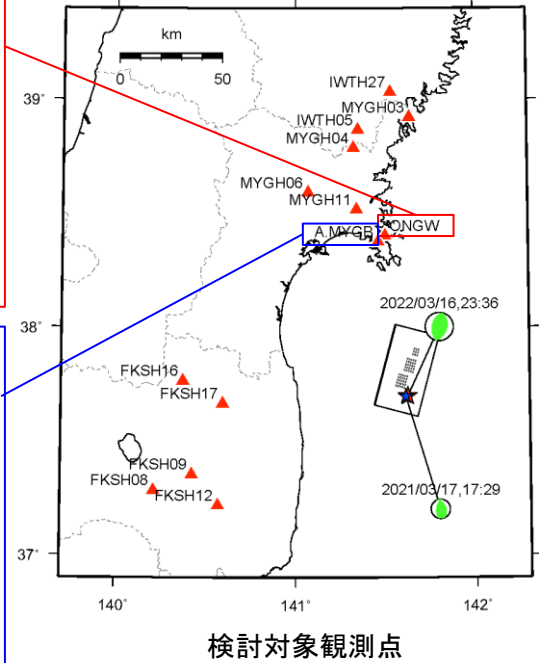 km
0
50
39°
IWTH27
MYGH03
IWTH05
MYGH04
MYGH06
MYGH11
ONGW
A.MYGR1
2022/03/16,23:36
38°
FKSH16
FKSH17
FKSH09
FKSH08
FKSH12
2021/03/17,17:29
37°
140°
141°
142°
検討対象観測点